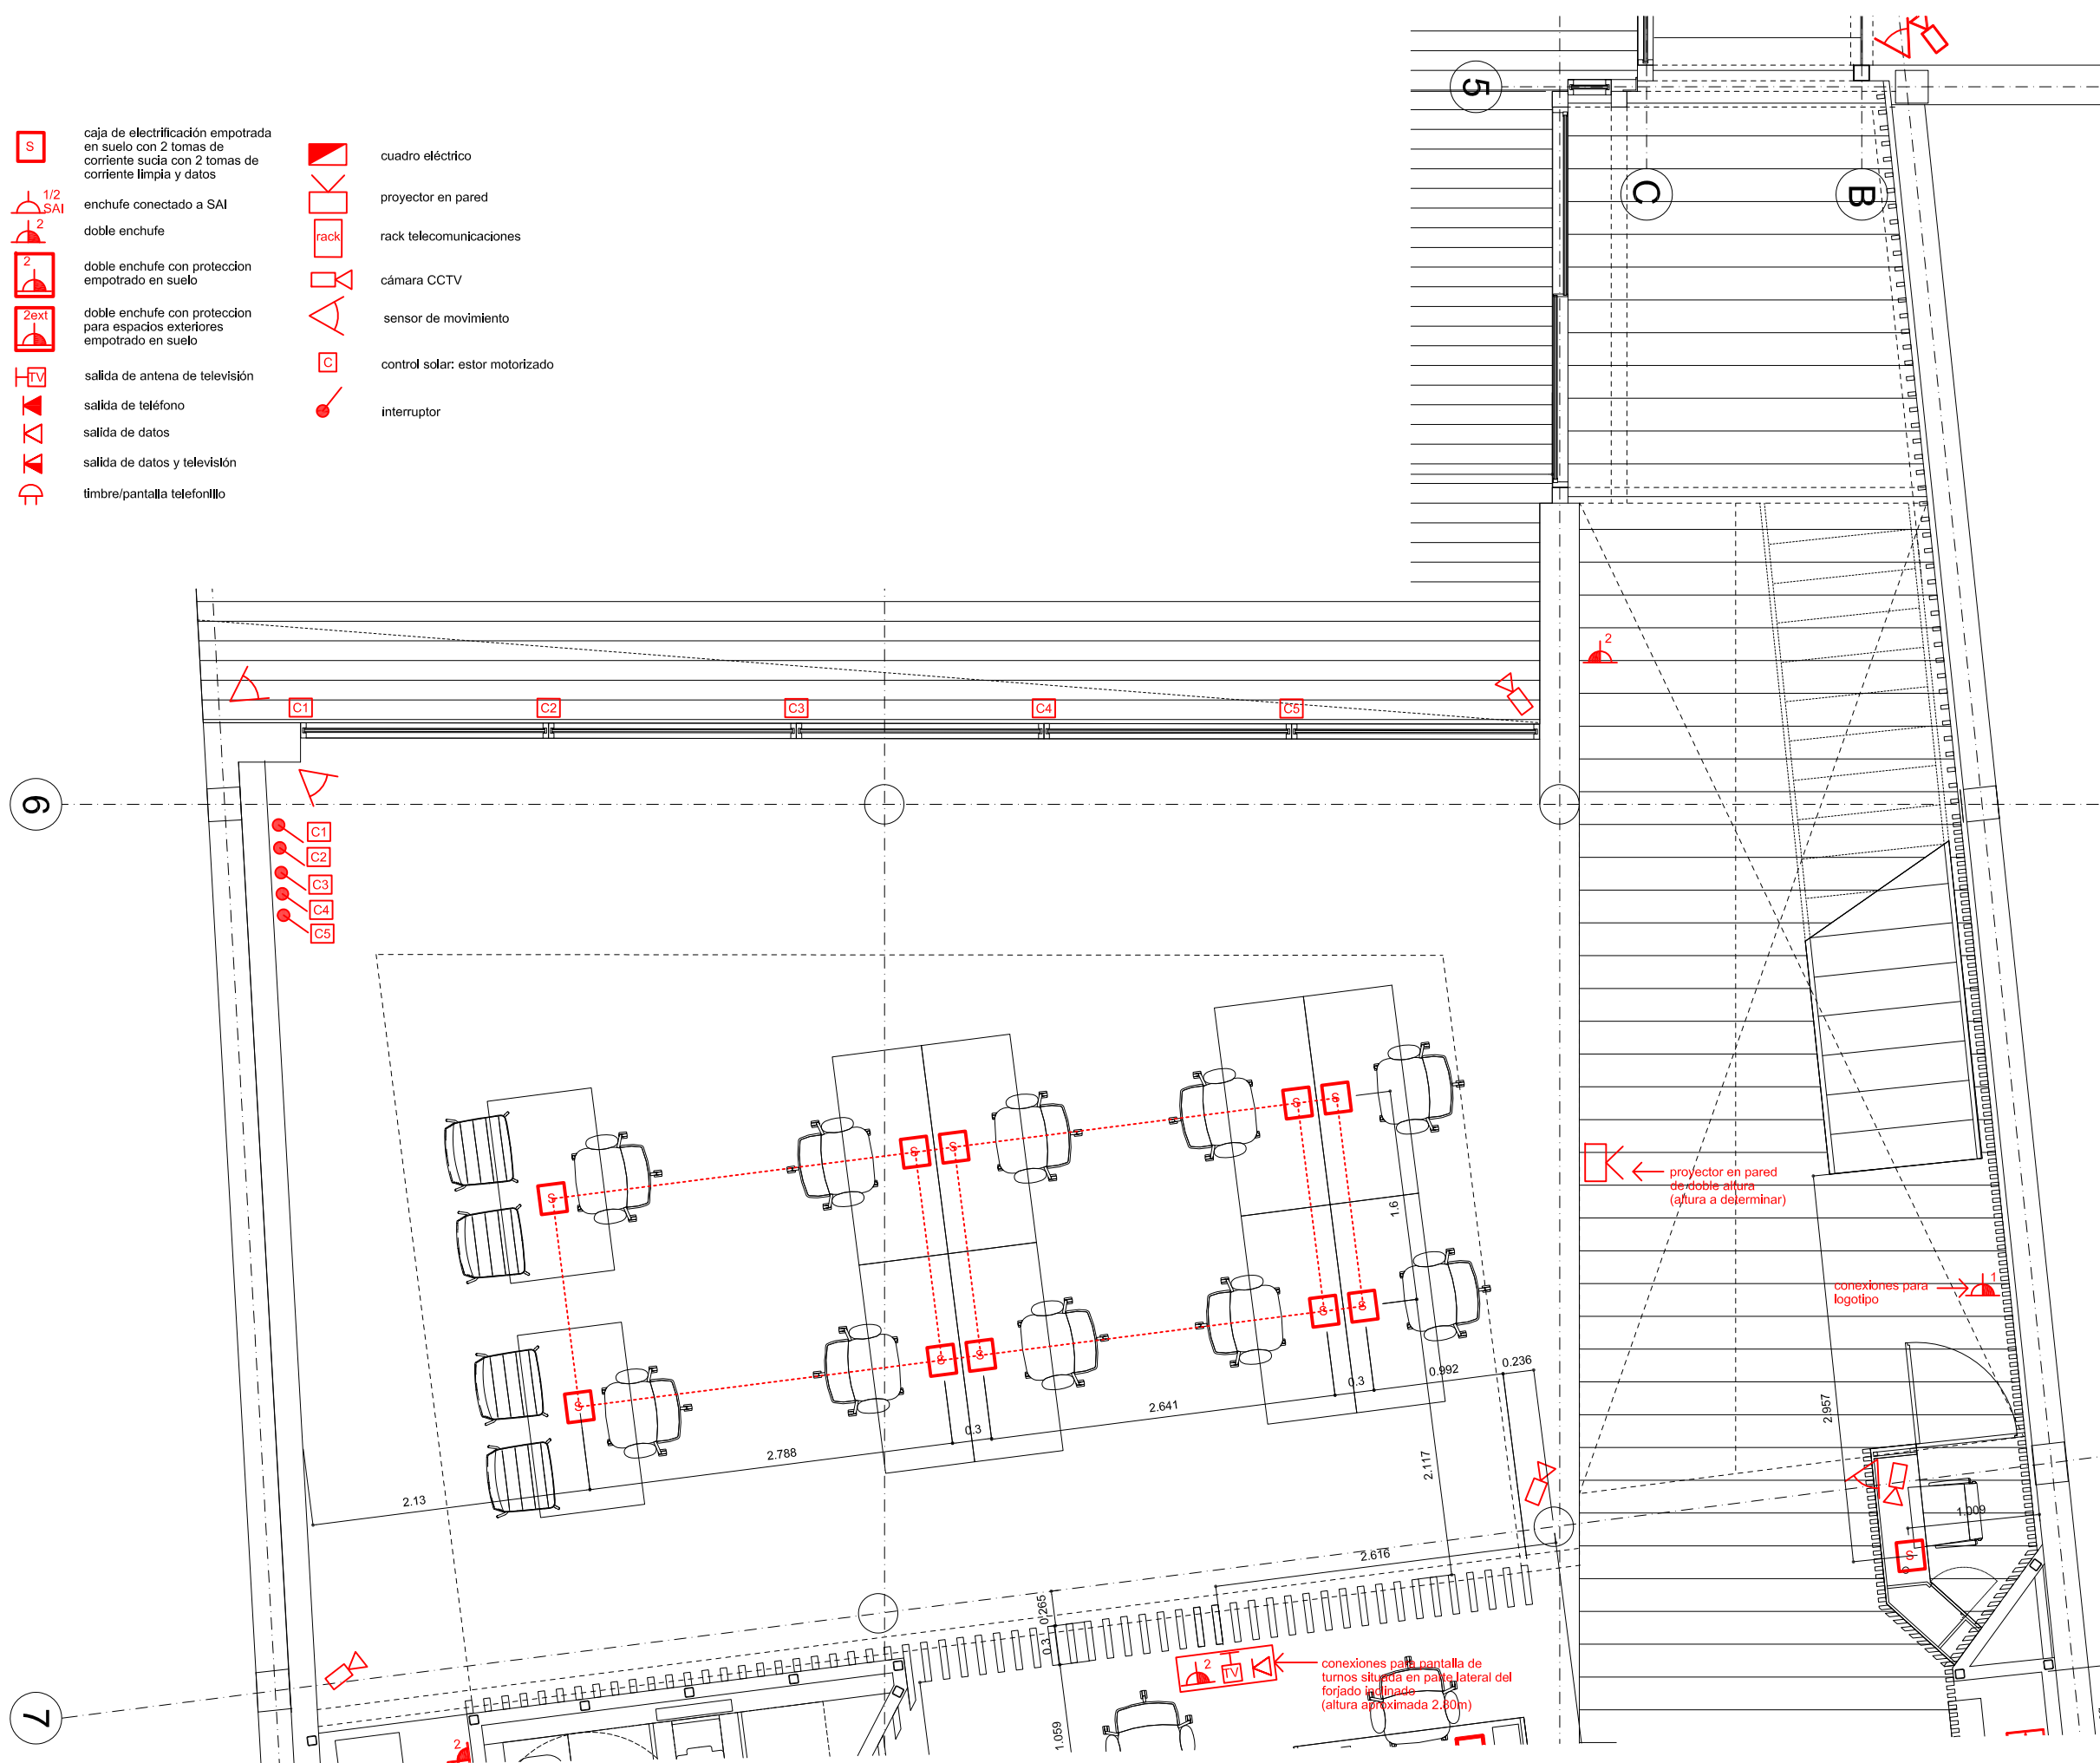 S
caja de electrificación empotrada
en suelo con 2 tomas de
corriente sucia con 2 tomas de
corriente limpia y datos
1/2
SAI
enchufe conectado a SAI
2
doble enchufe
2
doble enchufe con proteccion
empotrado en suelo
2ext
doble enchufe con proteccion
para espacios exteriores
empotrado en suelo
TV
salida de antena de televisión
salida de teléfono
salida de datos
salida de datos y televisión
timbre/pantalla telefonillo
cuadro eléctrico
proyector en pared
rack
rack telecomunicaciones
cámara CCTV
sensor de movimiento
C
control solar: estor motorizado
interruptor
5
C
B
2
C1
C2
C3
C4
C5
6
C1
C2
C3
C4
C5
S
S
S
S
S
proyector en pared
de doble altura
(altura a determinar)
1.6
conexiones para
logotipo
1
S
S
S
S
S
2.13
2.788
0.3
2.641
0.3
0.992
0.236
2.957
2.117
1.009
S
2.616
0.265
0.3
2
TV
conexiones para pantalla de
turnos situada en parte lateral del
forjado inclinado
(altura aproximada 2.80m)
7
2
1.059